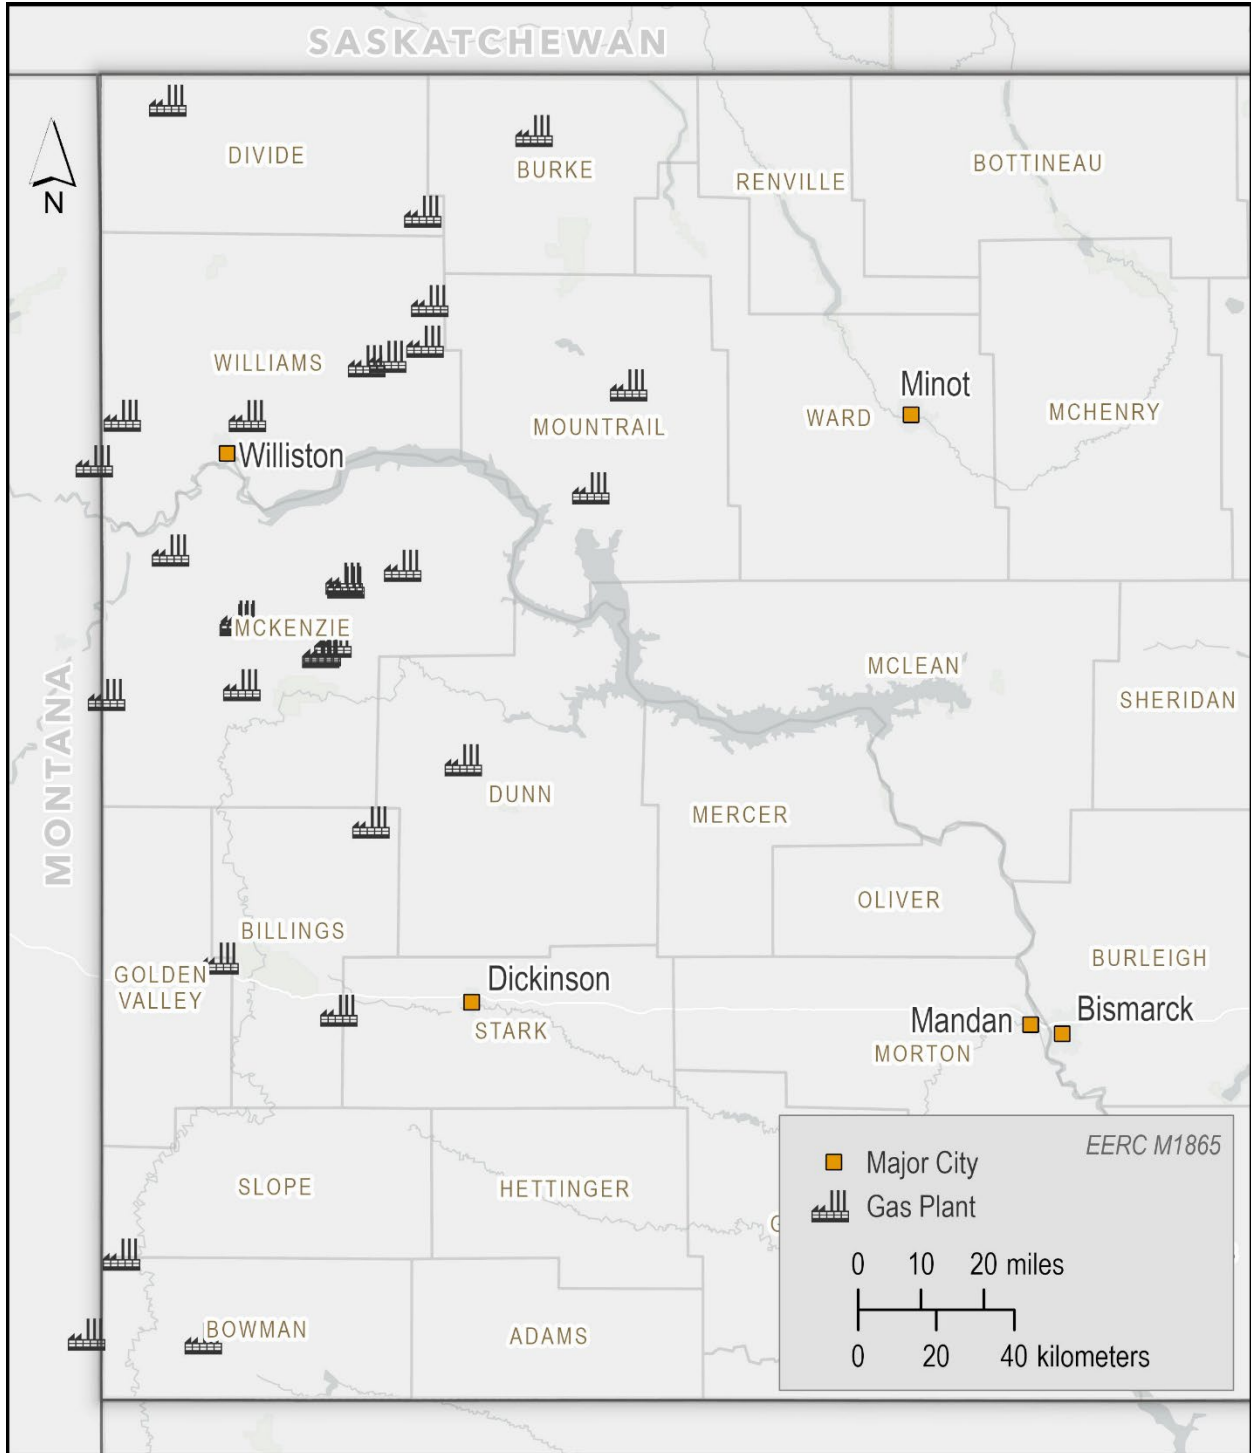 SASKATCHEWAN
N
DIVIDE
BURKE
RENVILLE
BOTTINEAU
WILLIAMS
MOUNTRAIL
WARD
Minot
MCHENRY
Williston
MCKENZIE
MONTANA
MCLEAN
SHERIDAN
DUNN
MERCER
OLIVER
BILLINGS
GOLDEN
VALLEY
Dickinson
STARK
BURLEIGH
Mandan
Bismarck
MORTON
SLOPE
HETTINGER
BOWMAN
ADAMS
EERC M1865
Major City
Gas Plant
0 10 20 miles
0 20 40 kilometers